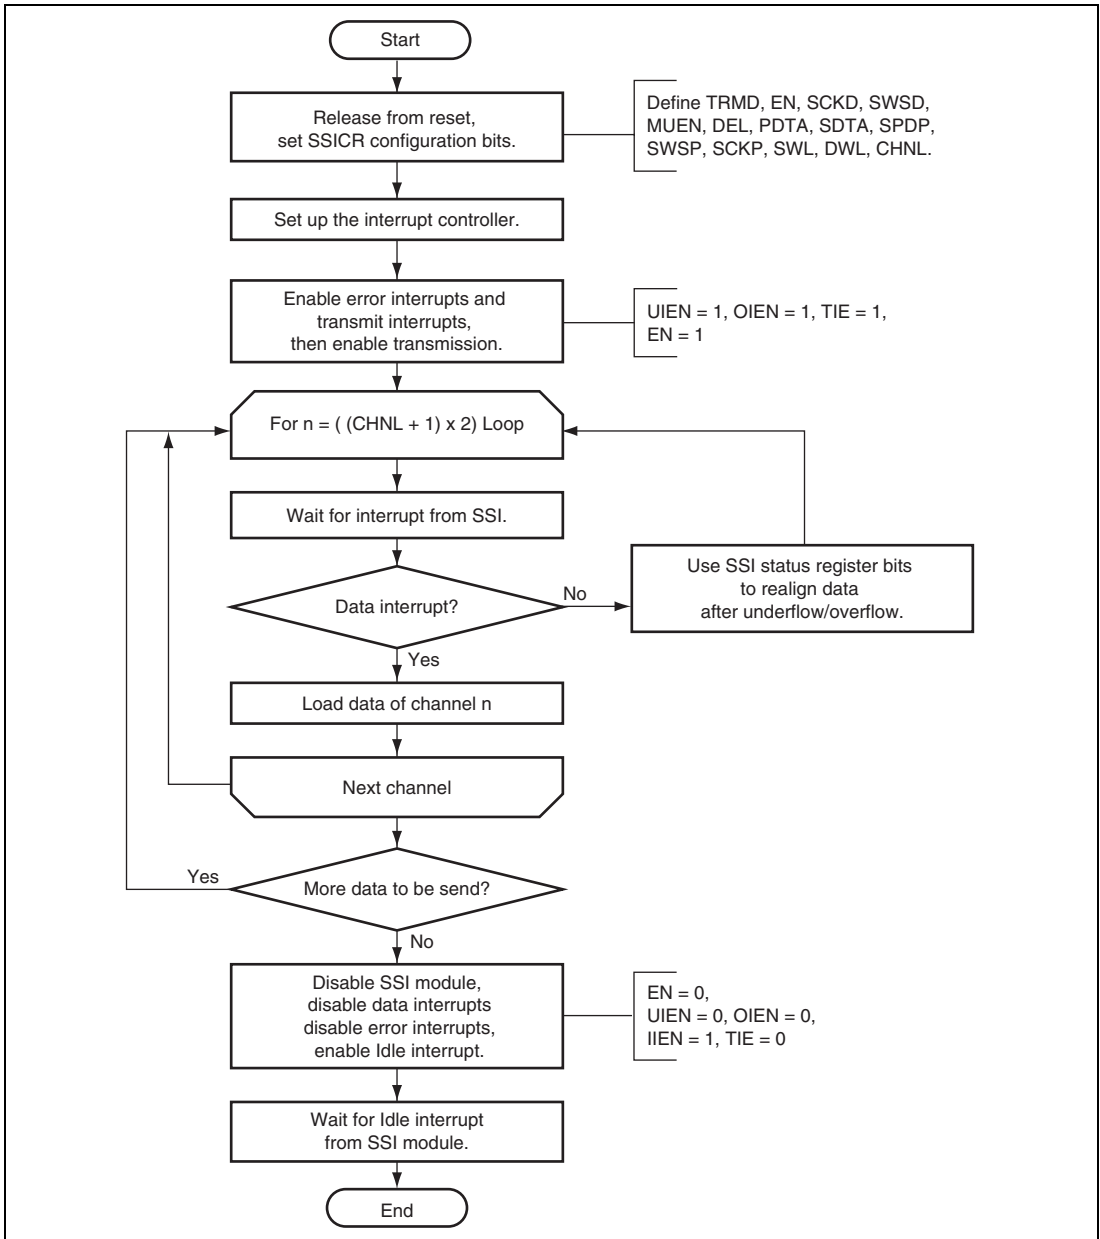 Start
Release from reset,
set SSICR configuration bits.
Define TRMD, EN, SCKD, SWSD,
MUEN, DEL, PDTA, SDTA, SPDP,
SWSP, SCKP, SWL, DWL, CHNL.
Set up the interrupt controller.
Enable error interrupts and
transmit interrupts,
then enable transmission.
UIEN = 1, OIEN = 1, TIE = 1,
EN = 1
For n = ( (CHNL + 1) x 2) Loop
Wait for interrupt from SSI.
Data interrupt?
No
Use SSI status register bits
to realign data
after underflow/overflow.
Yes
Load data of channel n
Next channel
More data to be send?
Yes
No
Disable SSI module,
disable data interrupts
disable error interrupts,
enable Idle interrupt.
EN = 0,
UIEN = 0, OIEN = 0,
IIEN = 1, TIE = 0
Wait for Idle interrupt
from SSI module.
End